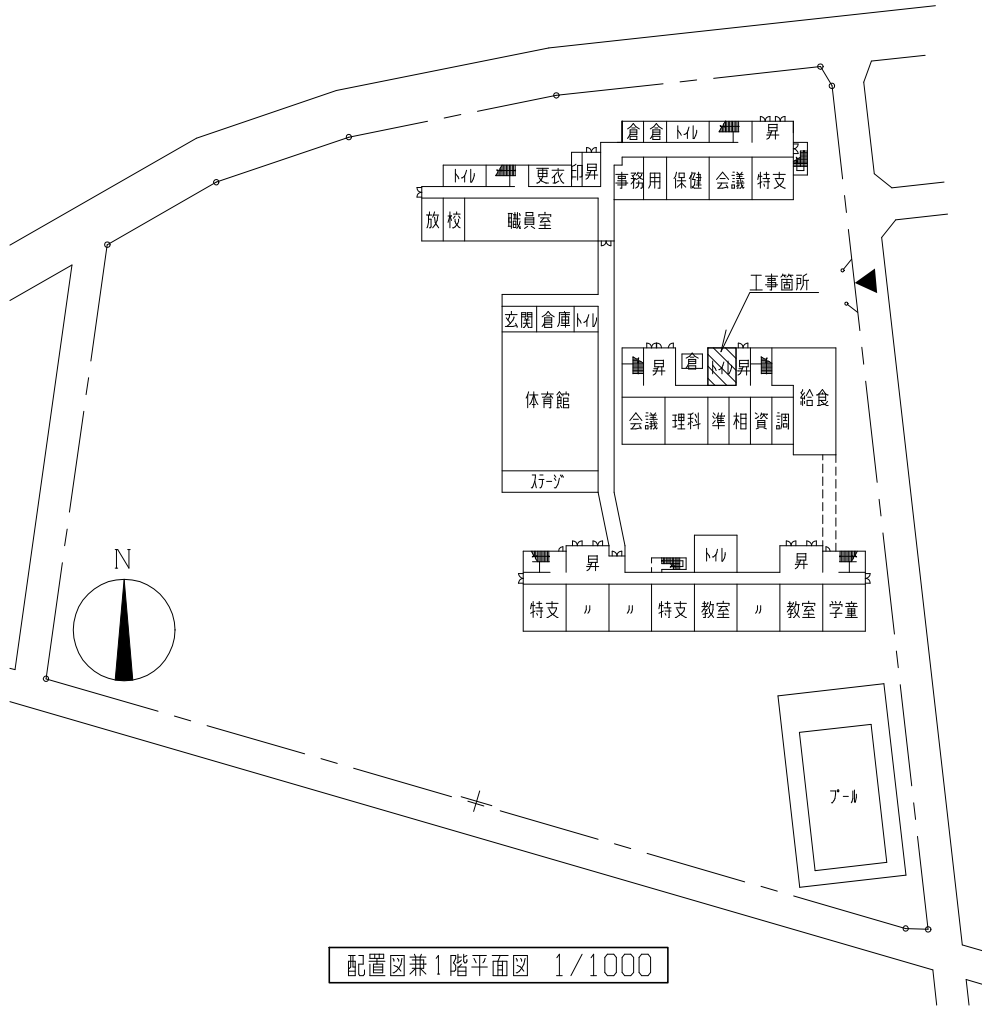 倉 倉 トイレ 昇
トイレ 更衣 印 昇
事務 用 保健 会議 特支
放 校 職員室
工事箇所
玄関 倉庫 トイレ
昇 倉 トイレ 昇
給食
体育館
会議 理科 準 相 資 調
ステージ
N
昇 トイレ 昇
特支 〃 〃 特支 教室 〃 教室 学童
プール
配置図兼1階平面図 1/1000